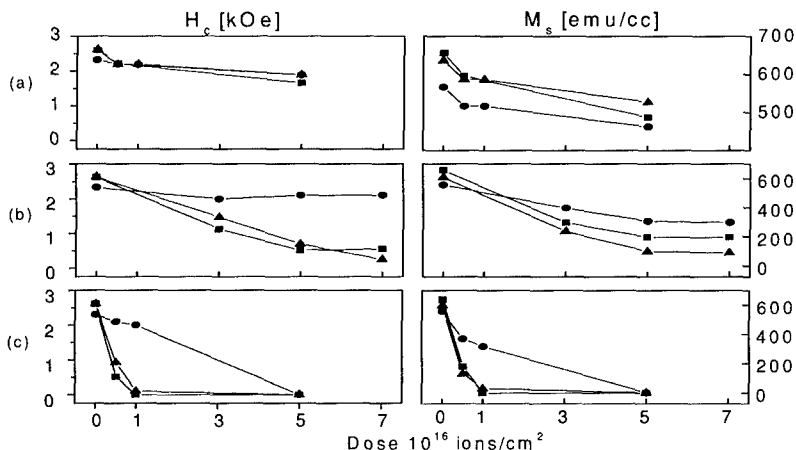 H_c [kOe] M_s [emu/cc]
3 700
2 600
(a)
1 500
0
3 600
2 400
(b)
1 200
0 0
3 600
2 400
(c)
1 200
0 0
0 1 3 5 7 0 1 3 5 7
Dose 10^16 ions/cm^2